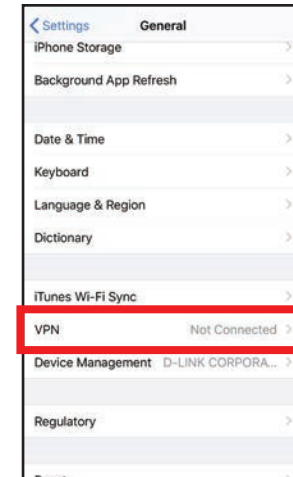 Settings General
iPhone Storage
Background App Refresh
Date & Time
Keyboard
Language & Region
Dictionary
iTunes Wi-Fi Sync
VPN Not Connected
Device Management D-LINK CORPORA...
Regulatory